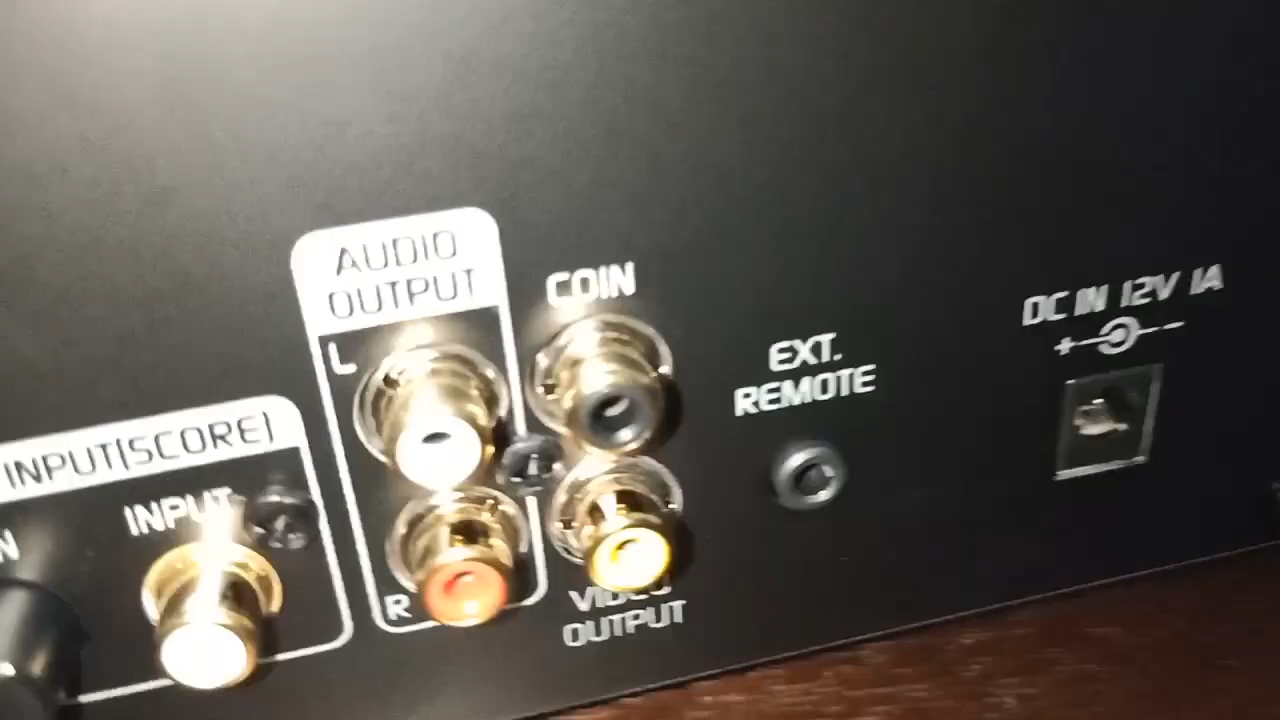 AUDIO
OUTPUT
L
R
COIN
VIDEO
OUTPUT
EXT.
REMOTE
DC IN 12V 1A
+ -
INPUT(SCORE)
INPUT